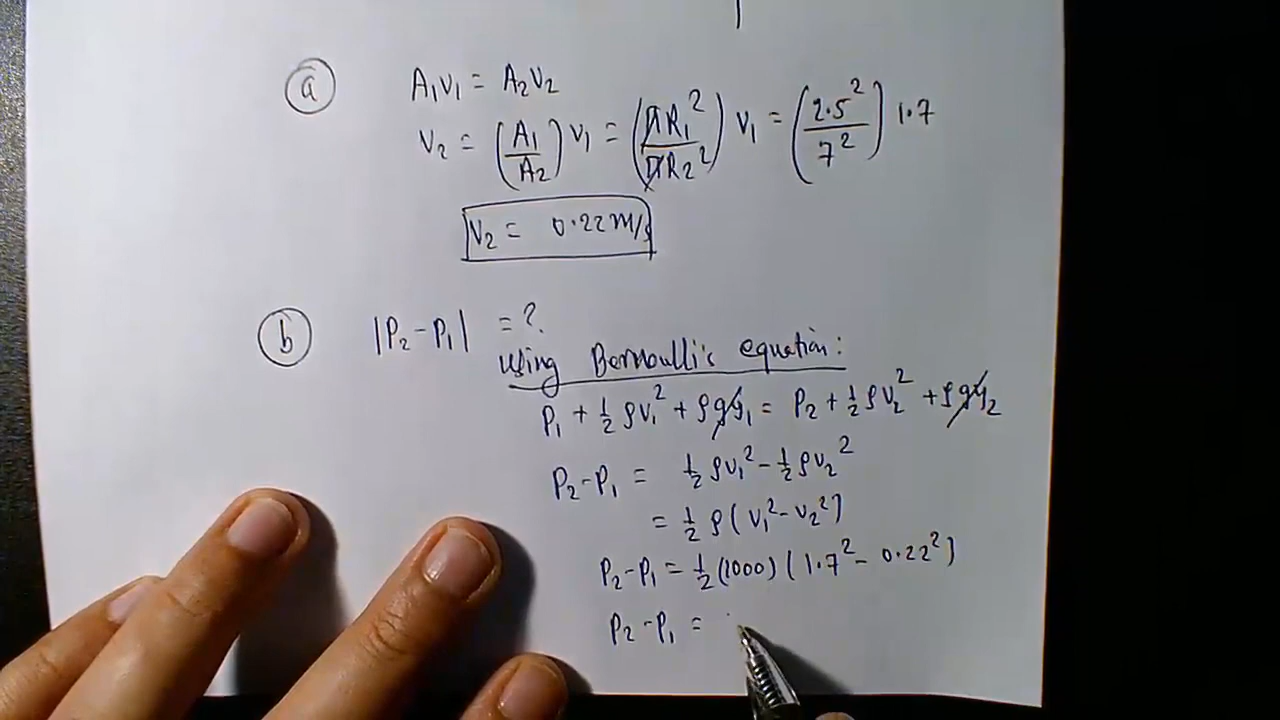 a
A₁V₁ = A₂V₂
V₂ = (A₁/A₂) V₁ = (πR₁²/πR₂²) V₁ = (2.5²/7²) 1.7
V₂ = 0.22 m/s
b |P₂-P₁| = ?
Using Bernoulli's equation:
P₁ + ½ρv₁² + ρgy₁ = P₂ + ½ρv₂² + ρgy₂
P₂-P₁ = ½ρv₁² - ½ρv₂²
= ½ρ(v₁² - v₂²)
P₂-P₁ = ½(1000)(1.7² - 0.22²)
P₂-P₁ =